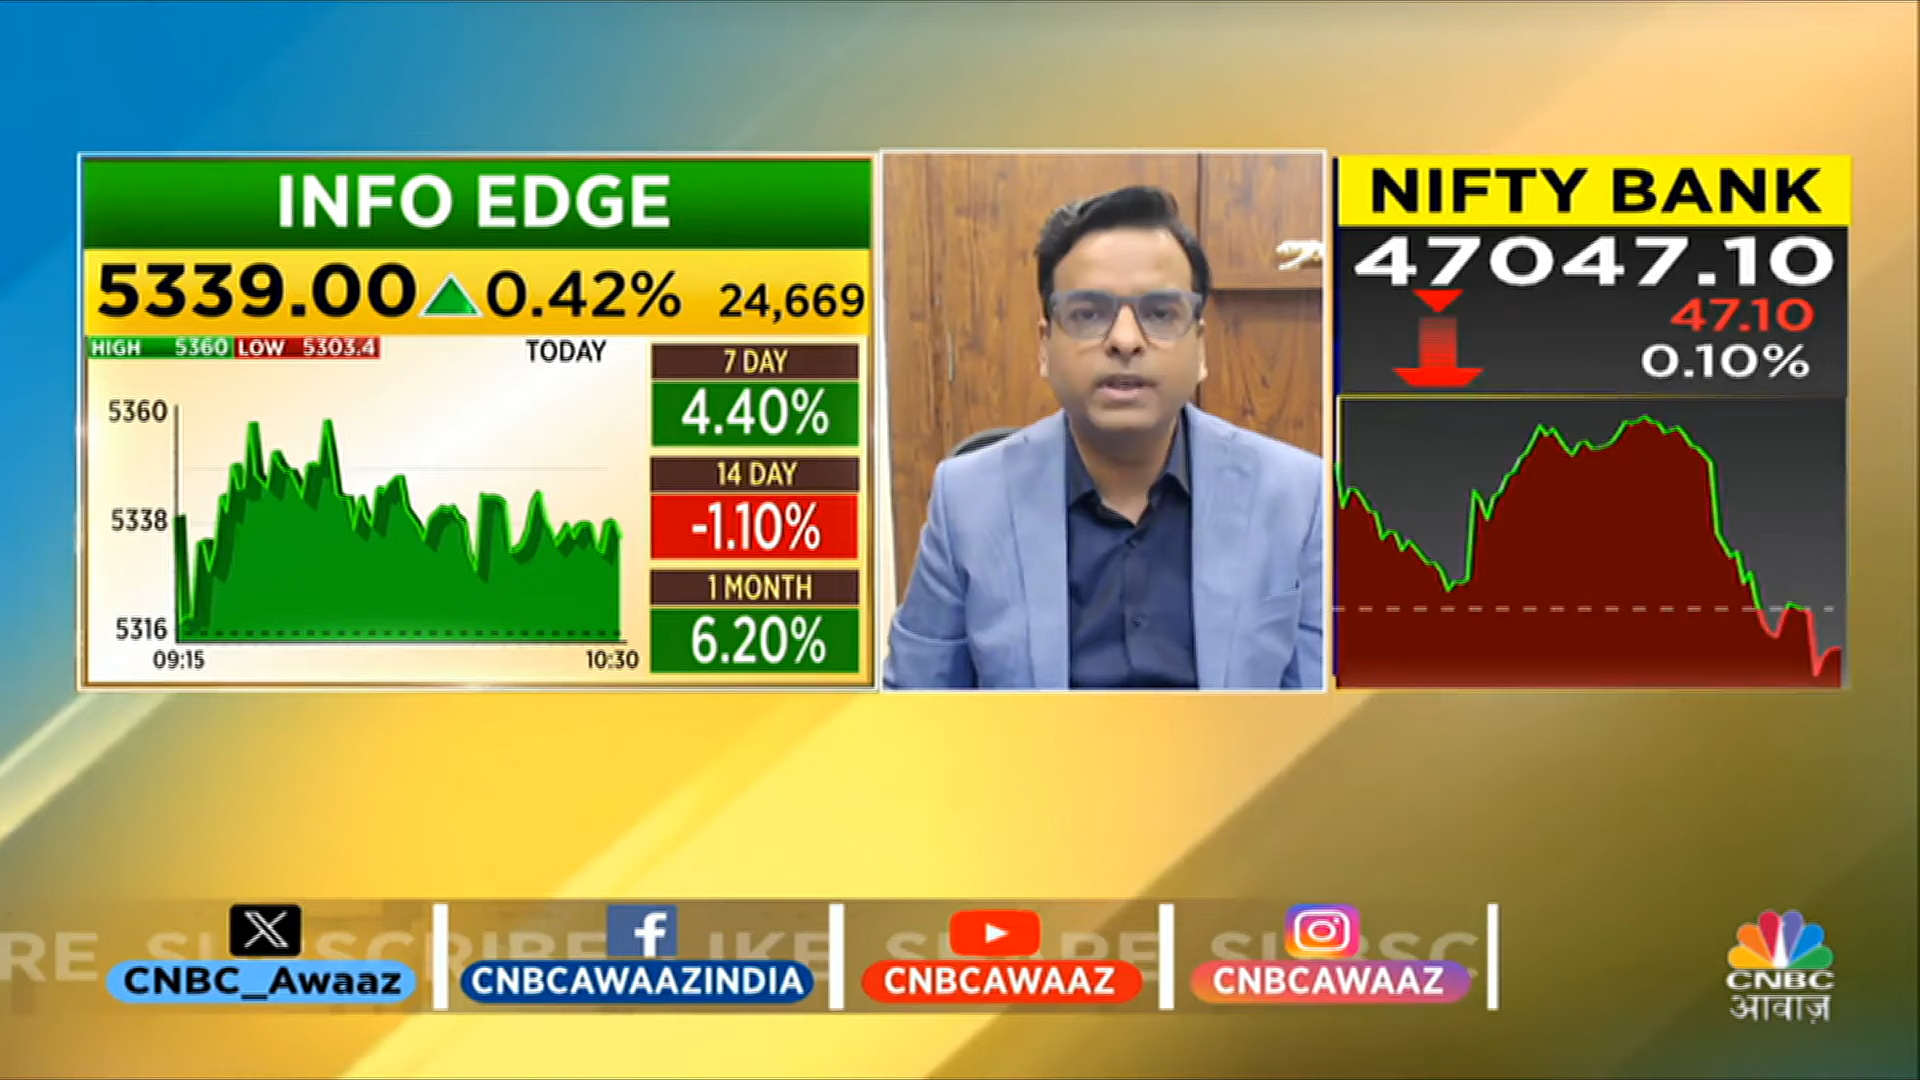 INFO EDGE
5339.00 0.42% 24,669
HIGH 5360 LOW 5303.4
TODAY
5360
5338
5316
09:15 10:30
7 DAY
4.40%
14 DAY
-1.10%
1 MONTH
6.20%
NIFTY BANK
47047.10
47.10
0.10%
CNBC_Awaaz
CNBCAWAAZINDIA
CNBCAWAAZ
CNBCAWAAZ
CNBC
आवाज़